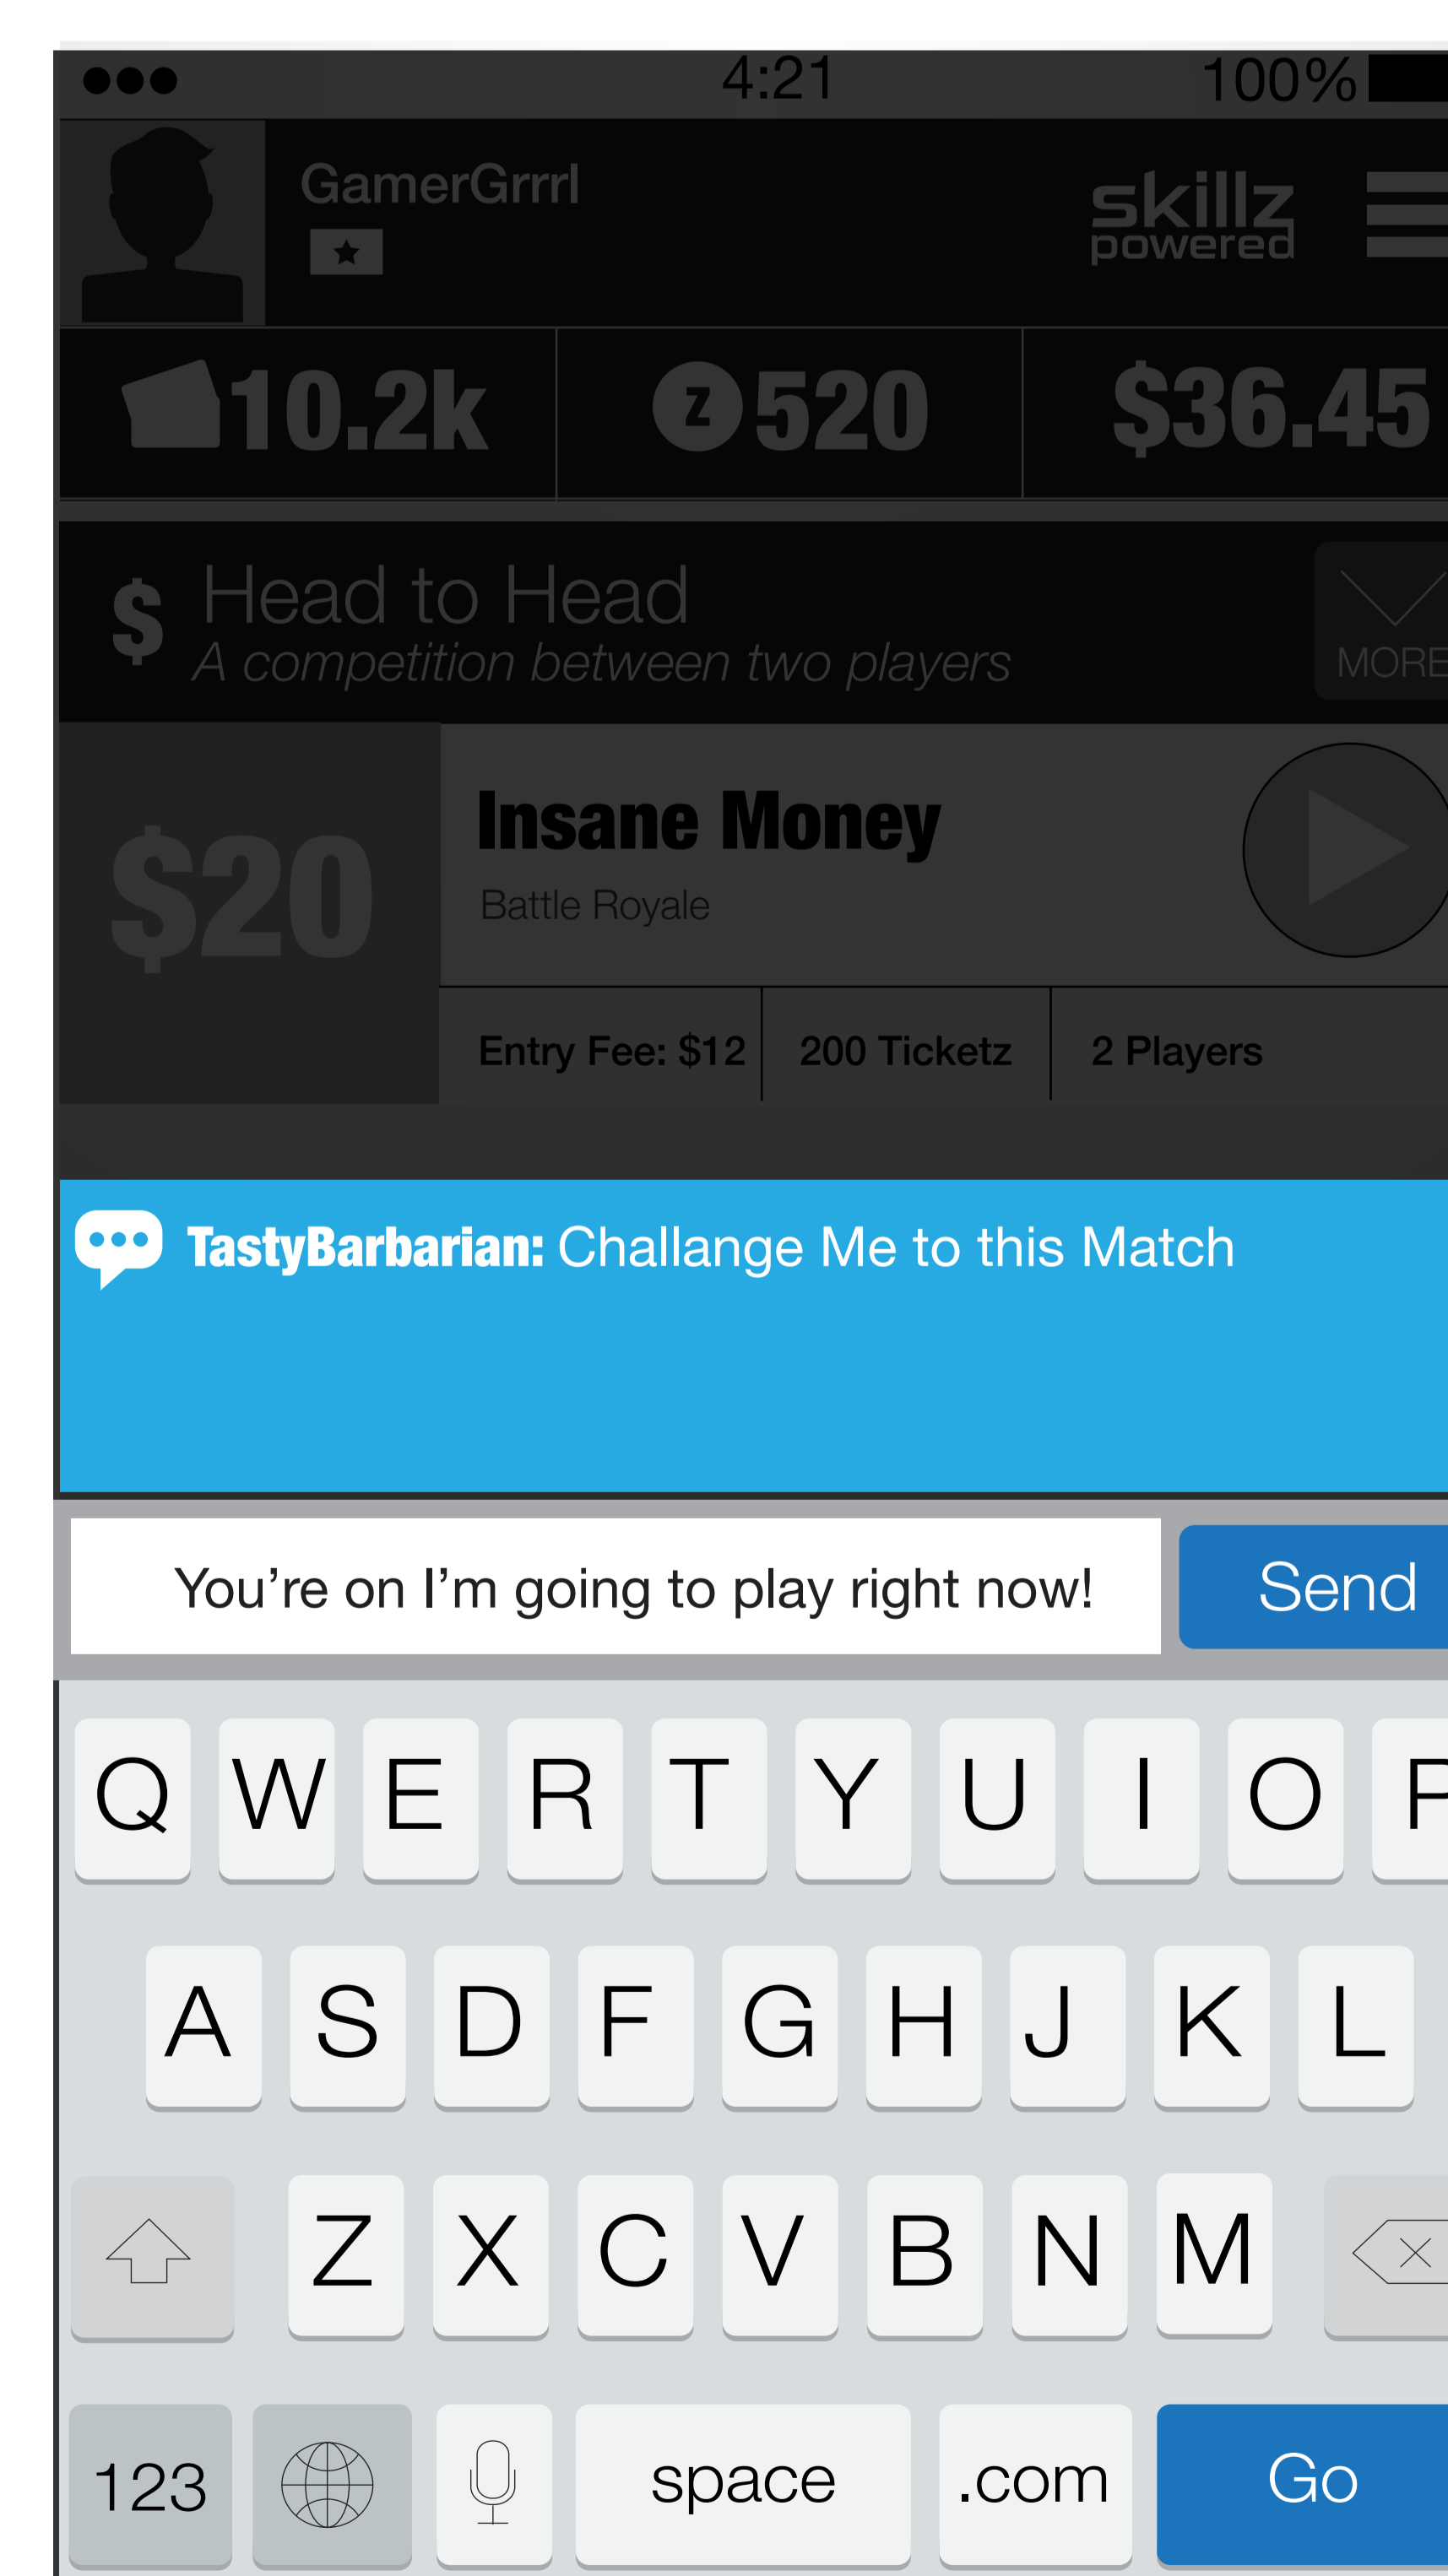 4:21 100%
GamerGrrrl
skillz
powered
10.2k z 520 $36.45
$ Head to Head
A competition between two players
MORE
$20
Insane Money
Battle Royale
Entry Fee: $12 200 Ticketz 2 Players
TastyBarbarian: Challange Me to this Match
You’re on I’m going to play right now! Send
Q W E R T Y U I O P
A S D F G H J K L
Z X C V B N M
123 space .com Go